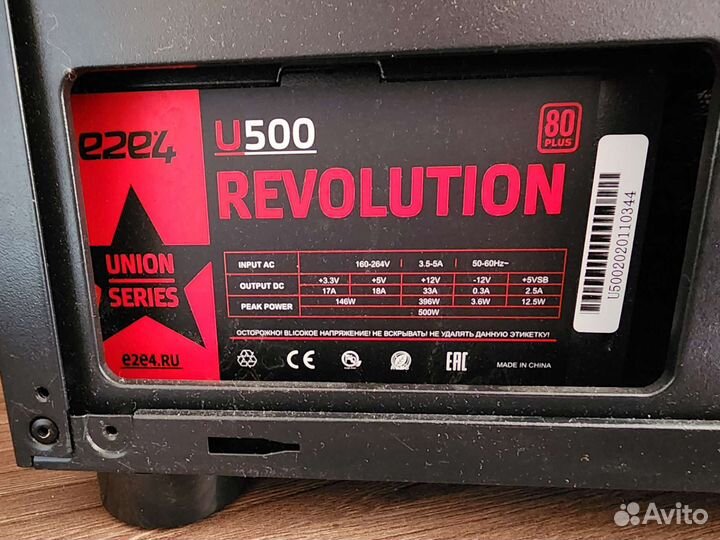 e2e4
U500
80
PLUS
REVOLUTION
UNION
SERIES
e2e4.RU
INPUT AC 160-264V 3.5-5A 50-60Hz~
OUTPUT DC +3.3V +5V +12V -12V +5VSB
17A 18A 33A 0.3A 2.5A
PEAK POWER 146W 396W 3.6W 12.5W
500W
ОСТОРОЖНО! ВLICОКОЕ НАПРЯЖЕНИЕ! НЕ ВСКРЫВАТЬ! НЕ УДАЛЯТЬ ДАННУЮ ЭТИКЕТКУ!
CE
EAC
MADE IN CHINA
U5002020110344
Avito